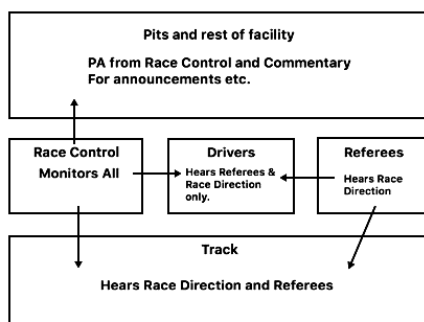 Pits and rest of facility
PA from Race Control and Commentary
For announcements etc.
Race Control
Monitors All
Drivers
Hears Referees &
Race Direction
only.
Referees
Hears Race
Direction
Track
Hears Race Direction and Referees